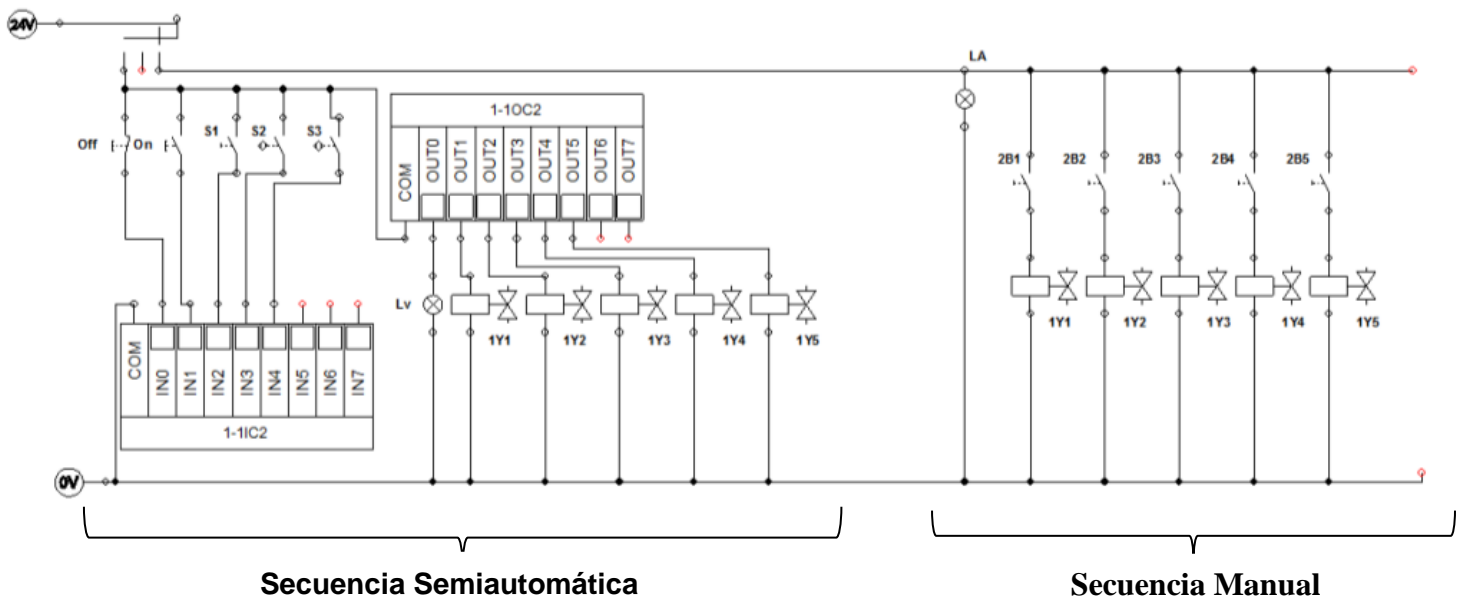 24V
LA
1-1OC2
Off
On
S1
S2
S3
COM
OUT0
OUT1
OUT2
OUT3
OUT4
OUT5
OUT6
OUT7
2B1
2B2
2B3
2B4
2B5
Lv
1Y1
1Y2
1Y3
1Y4
1Y5
1Y1
1Y2
1Y3
1Y4
1Y5
COM
IN0
IN1
IN2
IN3
IN4
IN5
IN6
IN7
1-1IC2
0V
Secuencia Semiautomática
Secuencia Manual